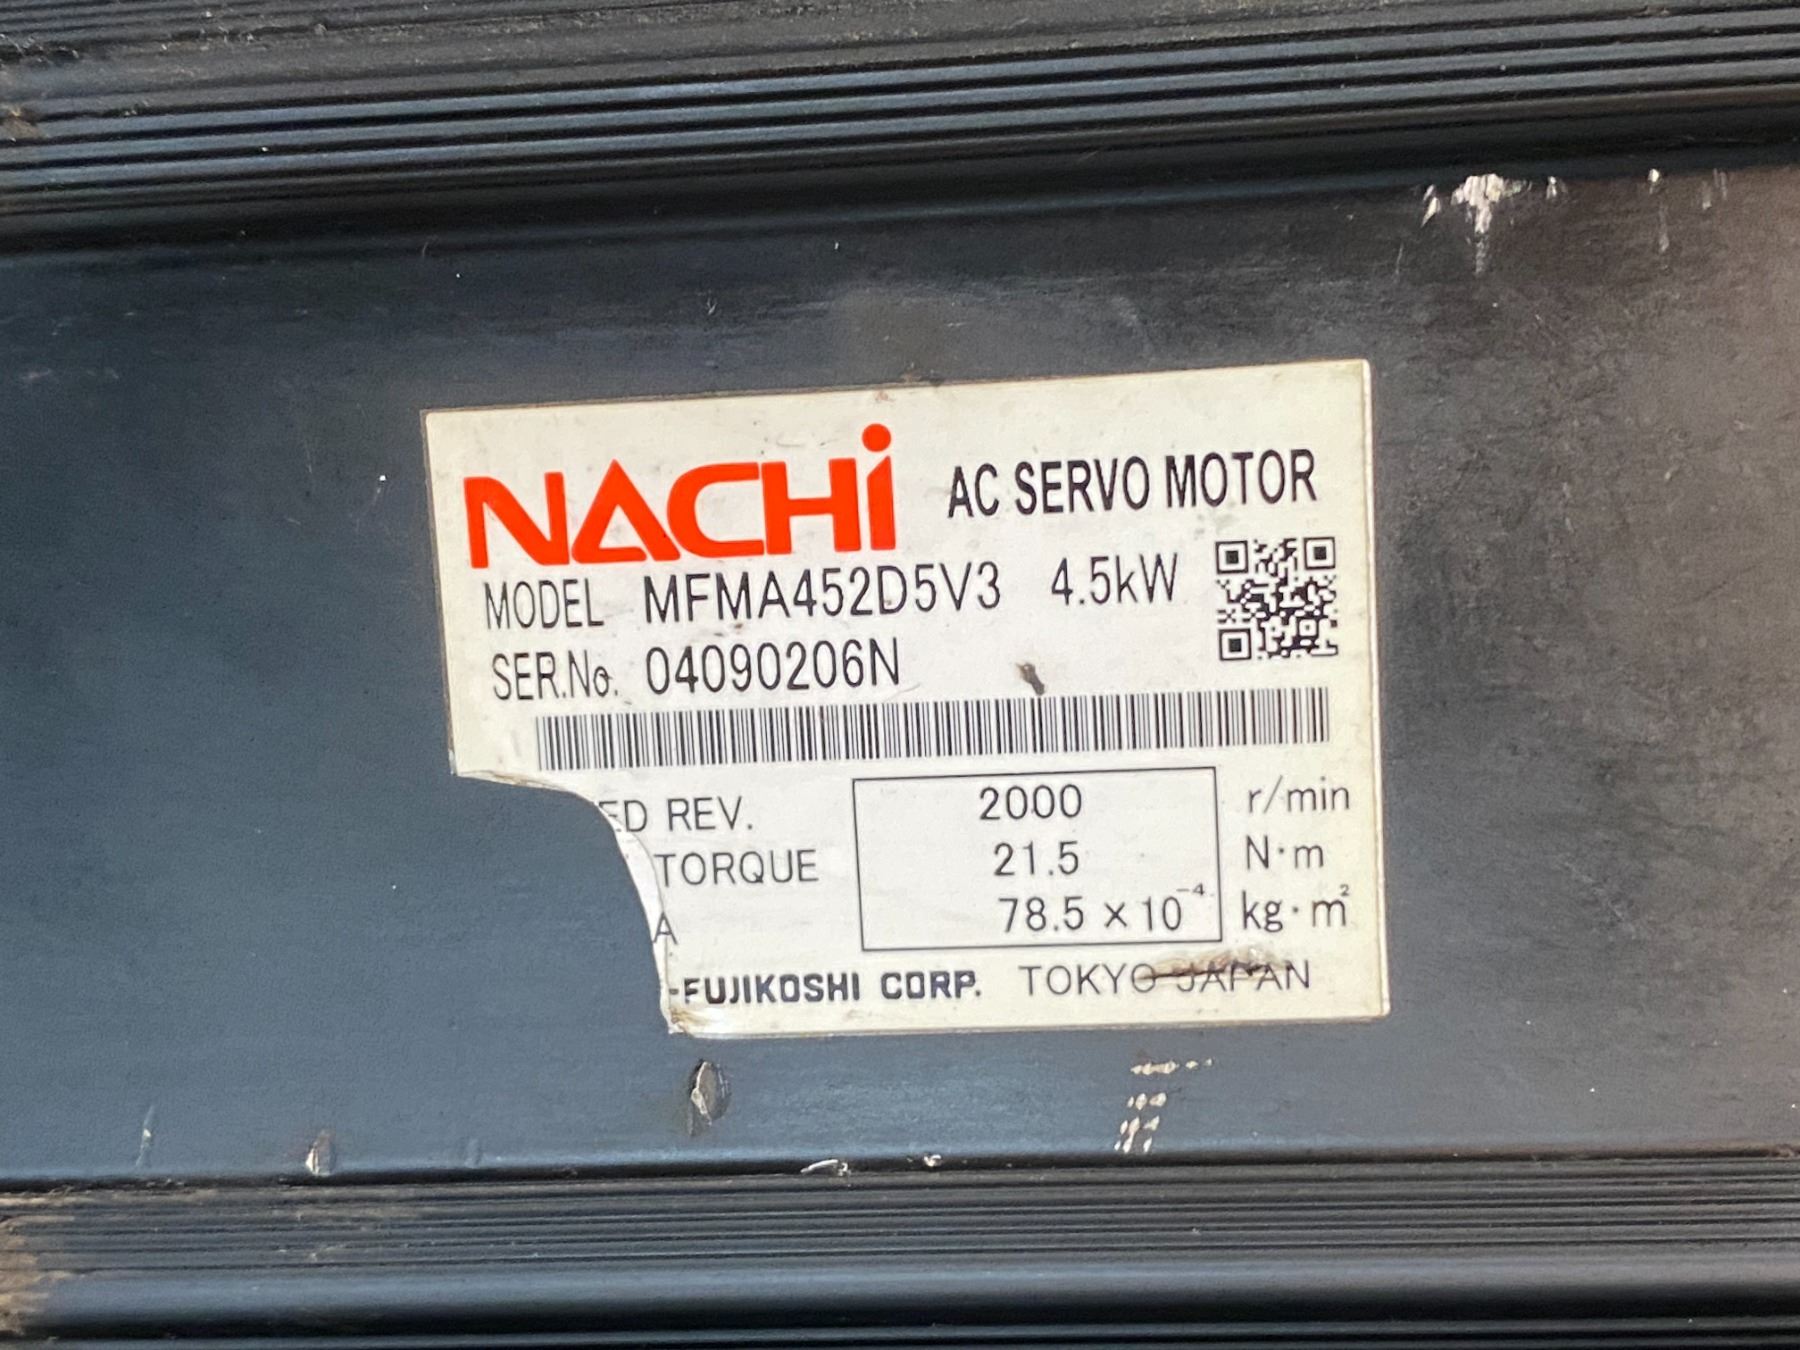 NACHi AC SERVO MOTOR
MODEL MFMA452D5V3 4.5kW
SER.No. 04090206N
ED REV. 2000 r/min
TORQUE 21.5 N·m
A 78.5 × 10⁻⁴ kg·m²
-FUJIKOSHI CORP. TOKYO JAPAN